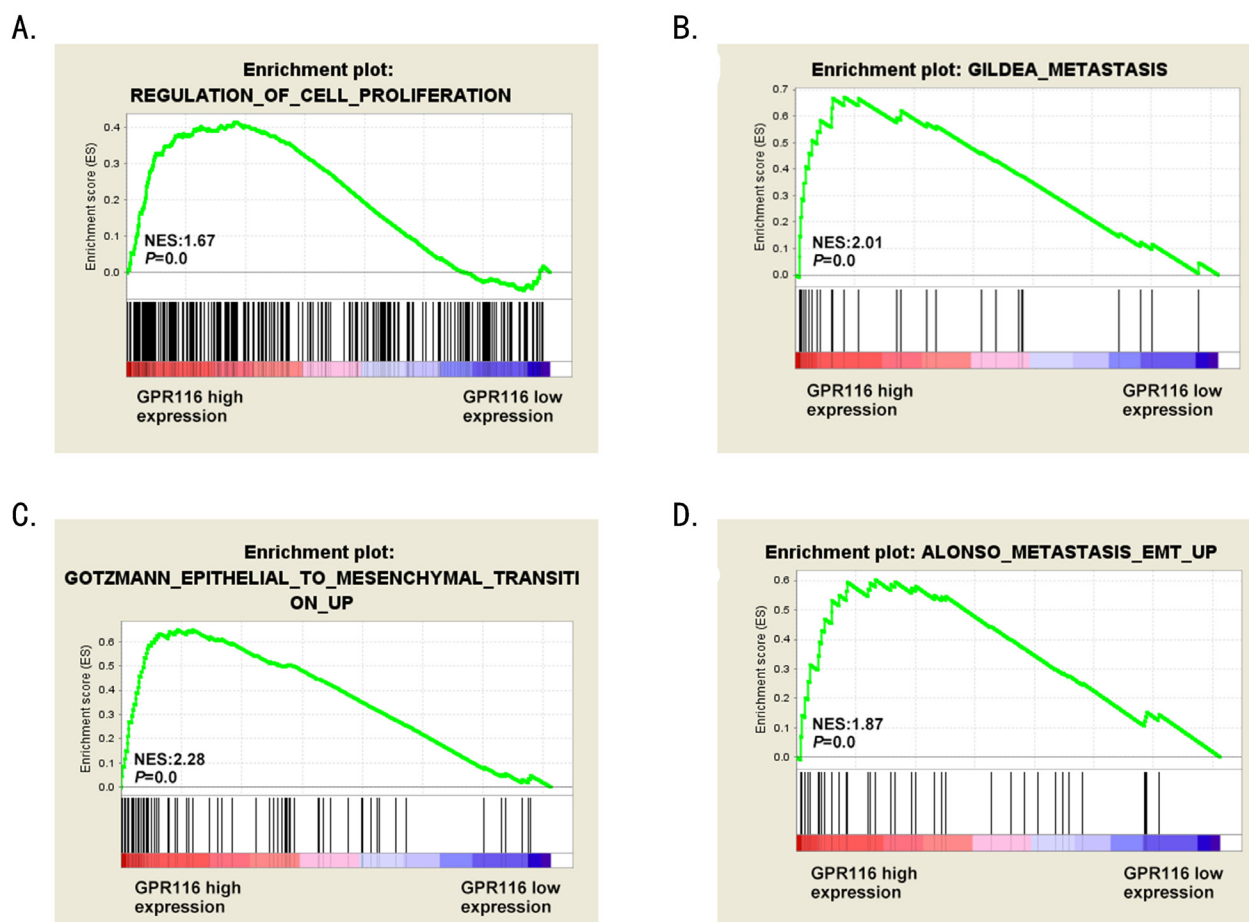 A.
Enrichment plot:
REGULATION_OF_CELL_PROLIFERATION
Enrichment score (ES)
0.4
0.3
0.2
0.1
0.0
NES:1.67
P=0.0
GPR116 high
expression
GPR116 low
expression
B.
Enrichment plot: GILDEA_METASTASIS
Enrichment score (ES)
0.7
0.6
0.5
0.4
0.3
0.2
0.1
0.0
NES:2.01
P=0.0
GPR116 high
expression
GPR116 low
expression
C.
Enrichment plot:
GOTZMANN_EPITHELIAL_TO_MESENCHYMAL_TRANSITI
ON_UP
Enrichment score (ES)
0.6
0.5
0.4
0.3
0.2
0.1
0.0
NES:2.28
P=0.0
GPR116 high
expression
GPR116 low
expression
D.
Enrichment plot: ALONSO_METASTASIS_EMT_UP
Enrichment score (ES)
0.6
0.5
0.4
0.3
0.2
0.1
0.0
NES:1.87
P=0.0
GPR116 high
expression
GPR116 low
expression